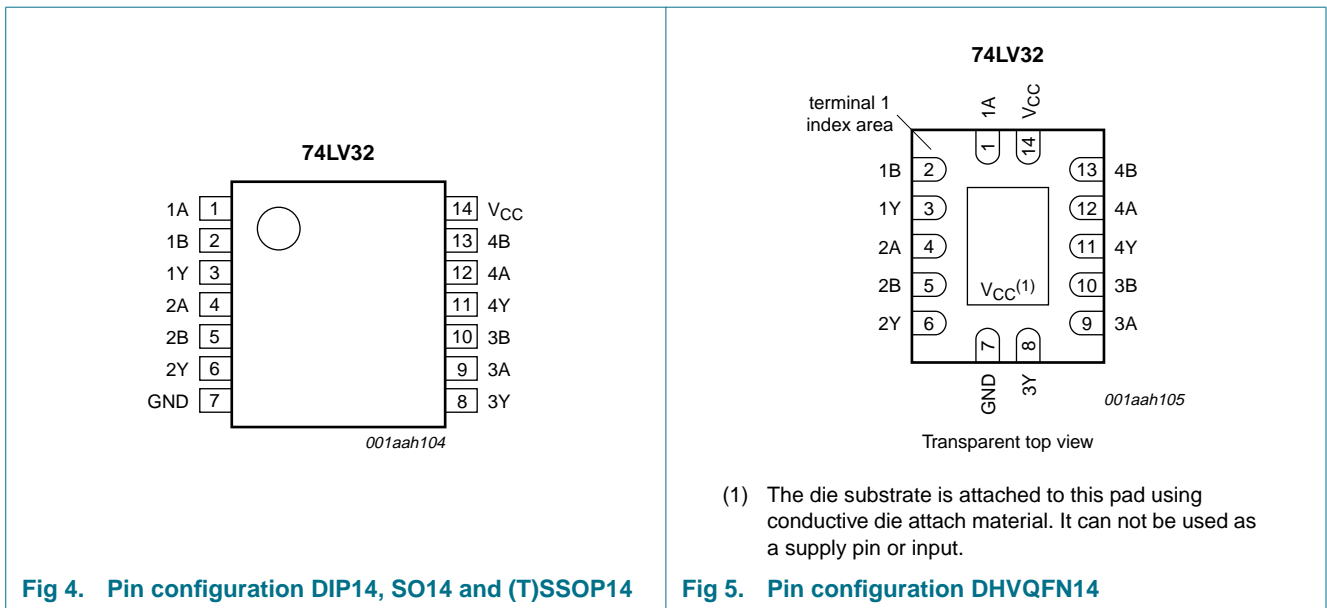 74LV32
1A 1
1B 2
1Y 3
2A 4
2B 5
2Y 6
GND 7
14 VCC
13 4B
12 4A
11 4Y
10 3B
9 3A
8 3Y
001aah104
Fig 4. Pin configuration DIP14, SO14 and (T)SSOP14
74LV32
terminal 1
index area
1A VCC
1 14
1B 2
1Y 3
2A 4
2B 5
2Y 6
13 4B
12 4A
11 4Y
10 3B
9 3A
VCC(1)
7 8
GND 3Y
001aah105
Transparent top view
(1) The die substrate is attached to this pad using
conductive die attach material. It can not be used as
a supply pin or input.
Fig 5. Pin configuration DHVQFN14